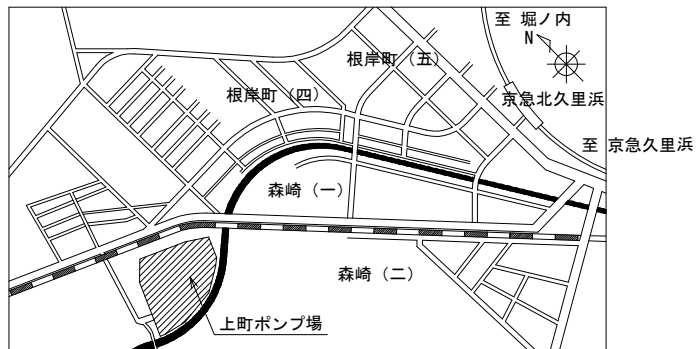 至 堀ノ内
N
根岸町（五）
根岸町（四）
京急北久里浜
至 京急久里浜
森崎（一）
森崎（二）
上町ポンプ場